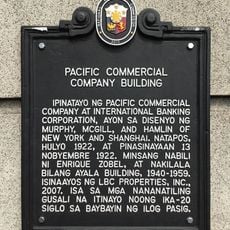 PACIFIC COMMERCIAL
COMPANY BUILDING
IPINATAYO NG PACIFIC COMMERCIAL
COMPANY AT INTERNATIONAL BANKING
CORPORATION, AYON SA DISENYO NG
MURPHY, MCGILL, AND HAMLIN OF
NEW YORK AND SHANGHAI. NATAPOS,
HULYO 1922, AT PINASINAYAAN 13
NOBYEMBRE 1922. MINSANG NABILI
NI ENRIQUE ZOBEL, AT NAKILALA
BILANG AYALA BUILDING, 1940-1959.
ISINAAYOS NG LBC PROPERTIES, INC.,
2007. ISA SA MGA NANANATILING
GUSALI NA ITINAYO NOONG IKA-20
SIGLO SA BAYBAYIN NG ILOG PASIG.